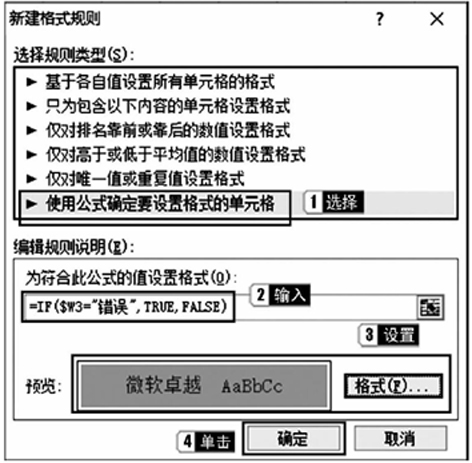 新建格式规则 ? ×
选择规则类型(S):
► 基于各自值设置所有单元格的格式
► 只为包含以下内容的单元格设置格式
► 仅对排名靠前或靠后的数值设置格式
► 仅对高于或低于平均值的数值设置格式
► 仅对唯一值或重复值设置格式
► 使用公式确定要设置格式的单元格 1 选择
编辑规则说明(E):
为符合此公式的值设置格式(O):
=IF($W3="错误",TRUE,FALSE) 2 输入
3 设置
预览: 微软卓越 AaBbCc 格式(F)...
4 单击 确定 取消